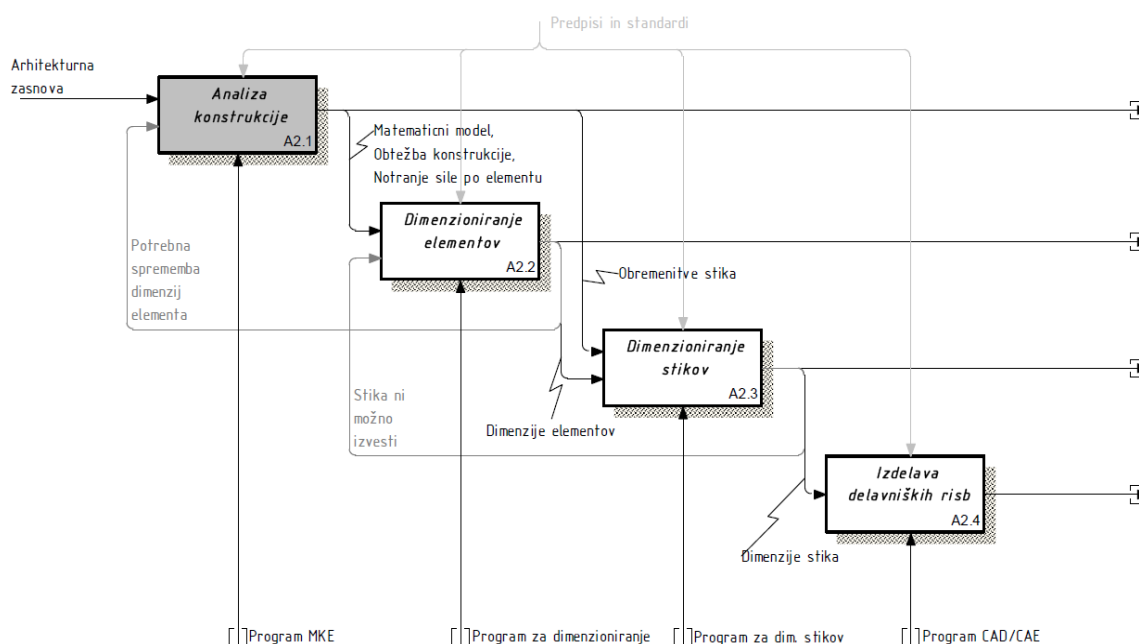 Predpisi in standardi
Arhitekturna
zasnova
Analiza
konstrukcije
A2.1
Matematicni model,
Obtežba konstrukcije,
Notranje sile po elementu
Dimenzioniranje
elementov
A2.2
Potrebna
sprememba
dimenzij
elementa
Obremenitve stika
Dimenzioniranje
stikov
A2.3
Stika ni
možno
izvesti
Dimenzije elementov
Izdelava
delavniških risb
A2.4
Dimenzije stika
Program MKE
Program za dimenzioniranje
Program za dim. stikov
Program CAD/CAE